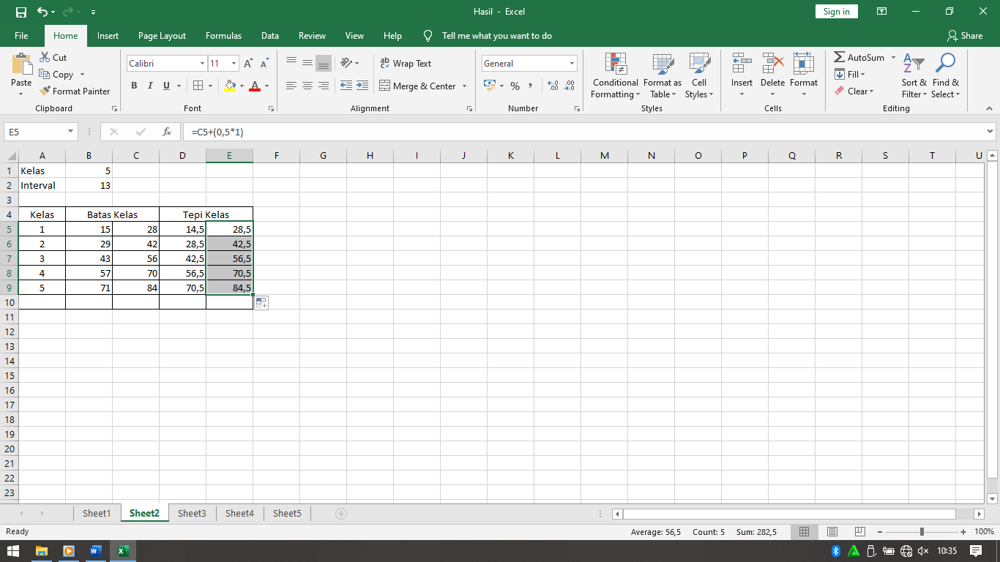 Hasil - Excel
Sign in
File Home Insert Page Layout Formulas Data Review View Help Tell me what you want to do Share
Paste
Cut
Copy
Format Painter
Clipboard
Calibri 11
B I U
Font
Wrap Text
Merge & Center
Alignment
General
Number
Conditional Formatting
Format as Table
Cell Styles
Styles
Insert Delete Format
Cells
AutoSum
Fill
Clear
Sort & Filter
Find & Select
Editing
E5 fx =C5+(0,5*1)
A B C D E F G H I J K L M N O P Q R S T U
1 Kelas 5
2 Interval 13
3
4 Kelas Batas Kelas Tepi Kelas
5 1 15 28 14,5 28,5
6 2 29 42 28,5 42,5
7 3 43 56 42,5 56,5
8 4 57 70 56,5 70,5
9 5 71 84 70,5 84,5
10
11
12
13
14
15
16
17
18
19
20
21
22
23
Sheet1 Sheet2 Sheet3 Sheet4 Sheet5
Ready Average: 56,5 Count: 5 Sum: 282,5 100%
10:35